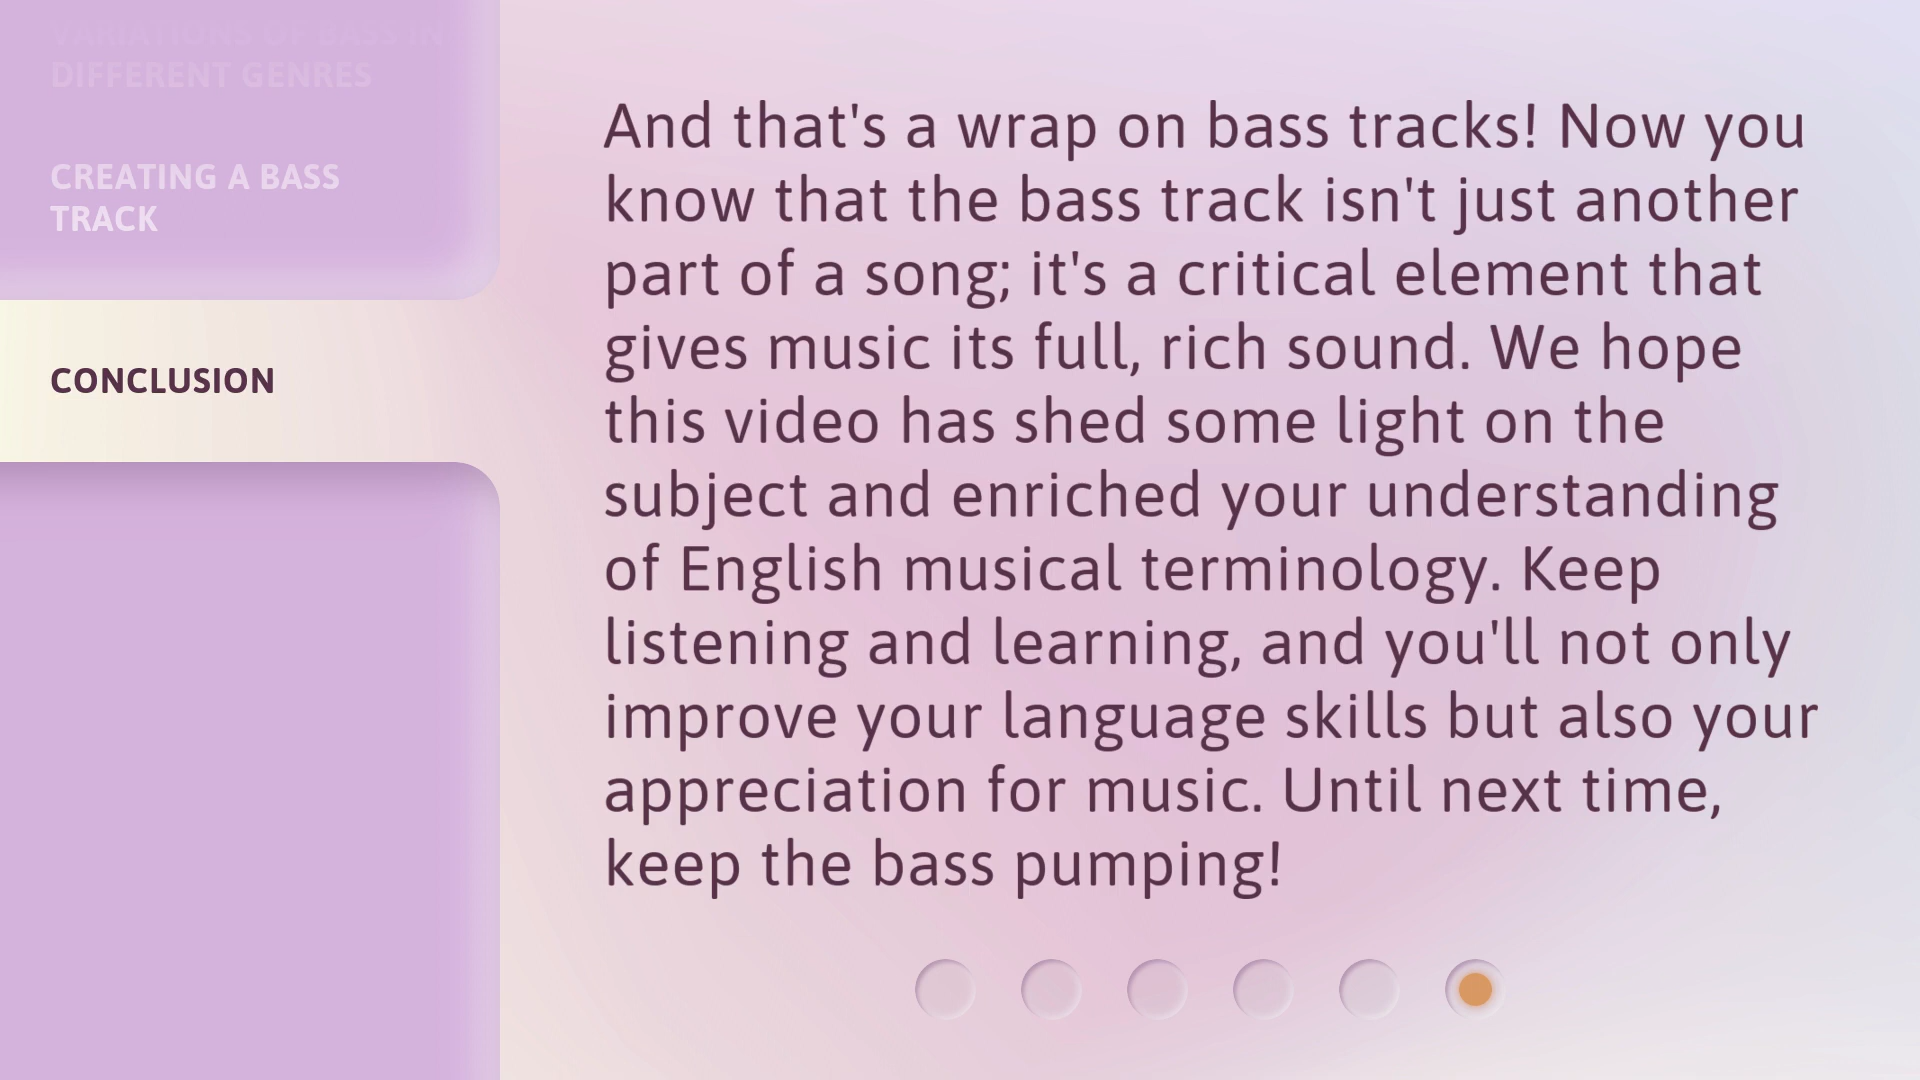 VARIATIONS OF BASS IN
DIFFERENT GENRES
CREATING A BASS
TRACK
CONCLUSION
And that's a wrap on bass tracks! Now you
know that the bass track isn't just another
part of a song; it's a critical element that
gives music its full, rich sound. We hope
this video has shed some light on the
subject and enriched your understanding
of English musical terminology. Keep
listening and learning, and you'll not only
improve your language skills but also your
appreciation for music. Until next time,
keep the bass pumping!